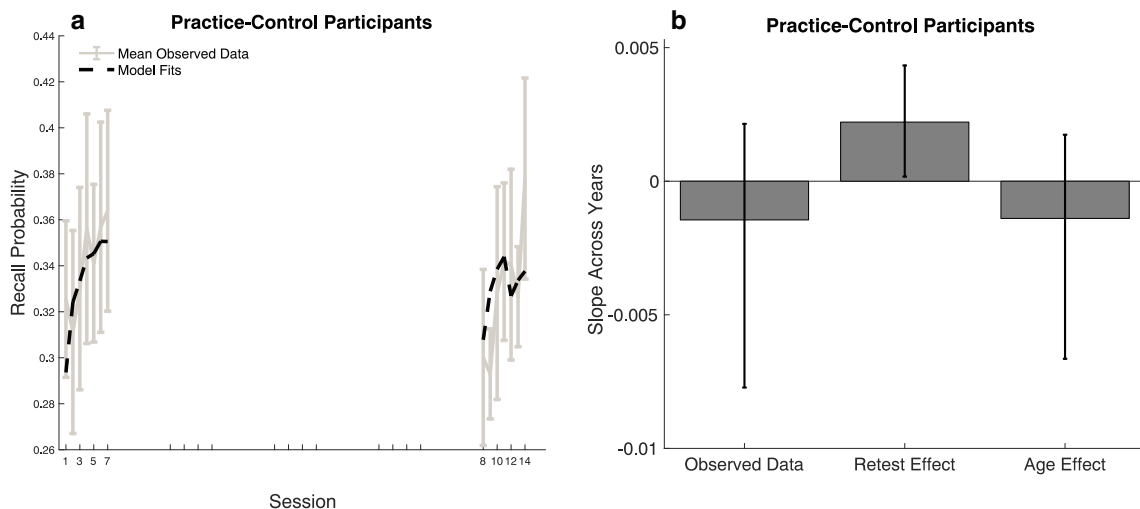 a
Practice-Control Participants
0.44
0.42
0.4
0.38
0.36
0.34
0.32
0.3
0.28
0.26
Recall Probability
Mean Observed Data
Model Fits
1 3 5 7 8 10 12 14
Session
b
Practice-Control Participants
0.005
0
-0.005
-0.01
Slope Across Years
Observed Data Retest Effect Age Effect